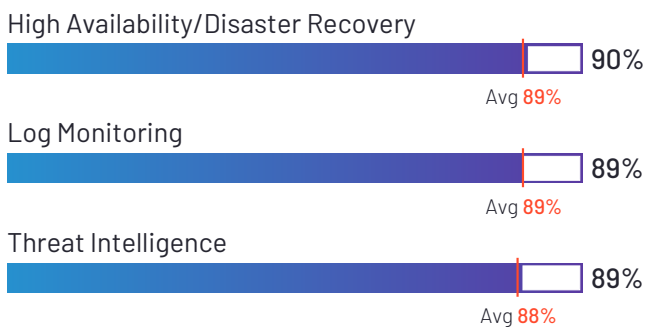 High Availability/Disaster Recovery
90%
Avg 89%
Log Monitoring
89%
Avg 89%
Threat Intelligence
89%
Avg 88%